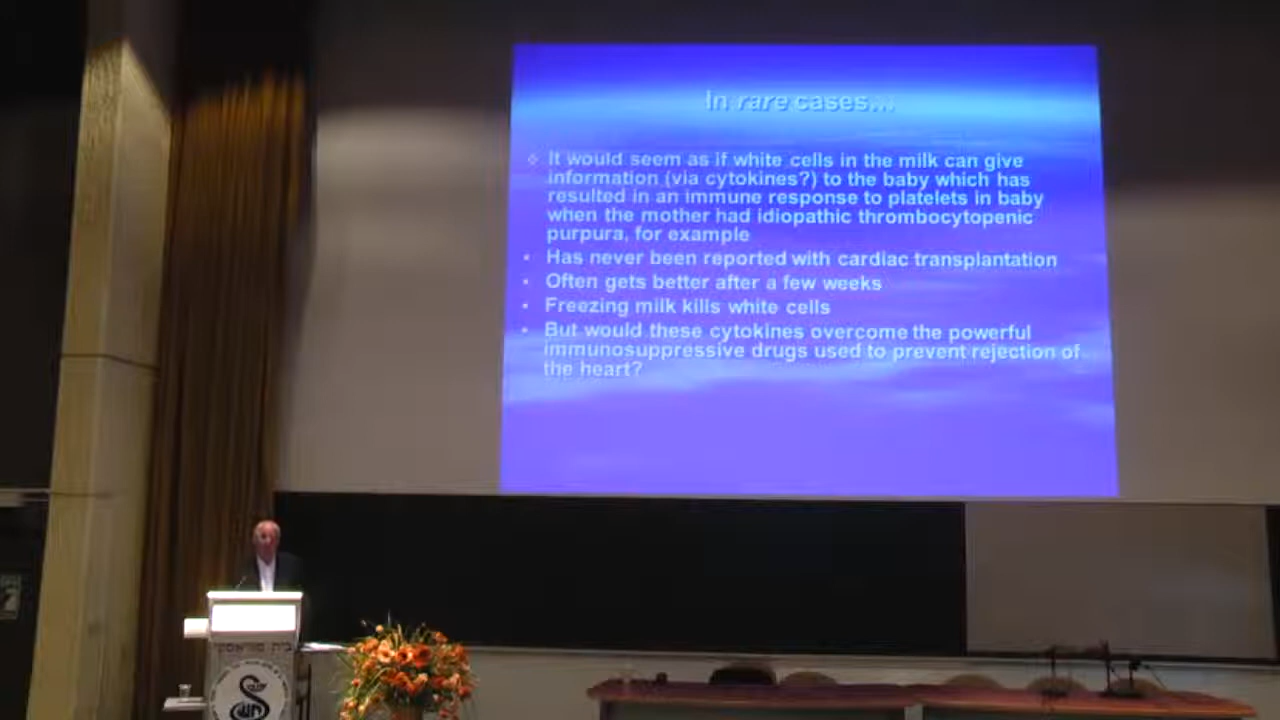 In rare cases...
It would seem as if white cells in the milk can give
information (via cytokines?) to the baby which has
resulted in an immune response to platelets in baby
when the mother had idiopathic thrombocytopenic
purpura, for example
Has never been reported with cardiac transplantation
Often gets better after a few weeks
Freezing milk kills white cells
But would these cytokines overcome the powerful
immunosuppressive drugs used to prevent rejection of
the heart?